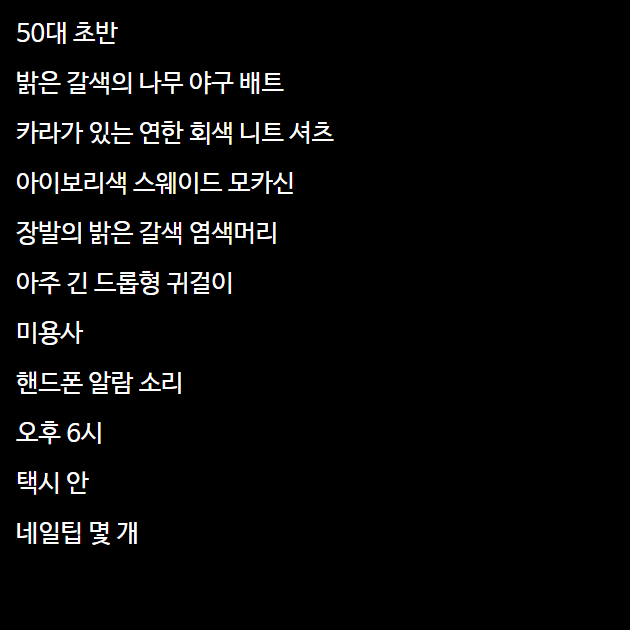 50대 초반
밝은 갈색의 나무 야구 배트
카라가 있는 연한 회색 니트 셔츠
아이보리색 스웨이드 모카신
장발의 밝은 갈색 염색머리
아주 긴 드롭형 귀걸이
미용사
핸드폰 알람 소리
오후 6시
택시 안
네일팁 몇 개